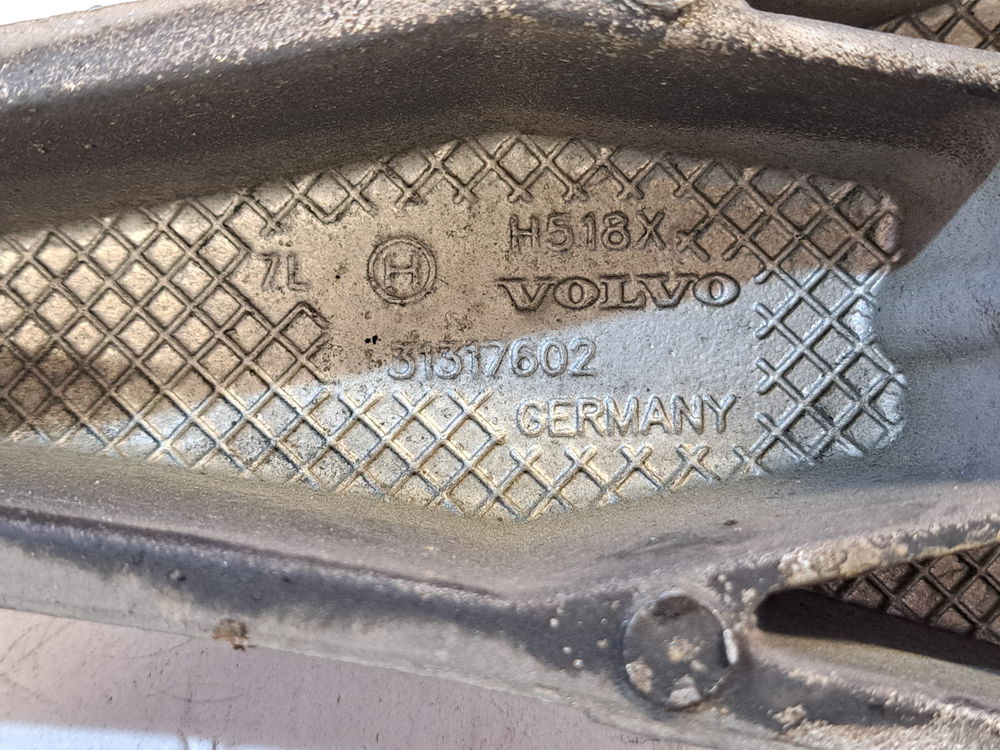 H518X
7L H VOLVO
31317602
GERMANY